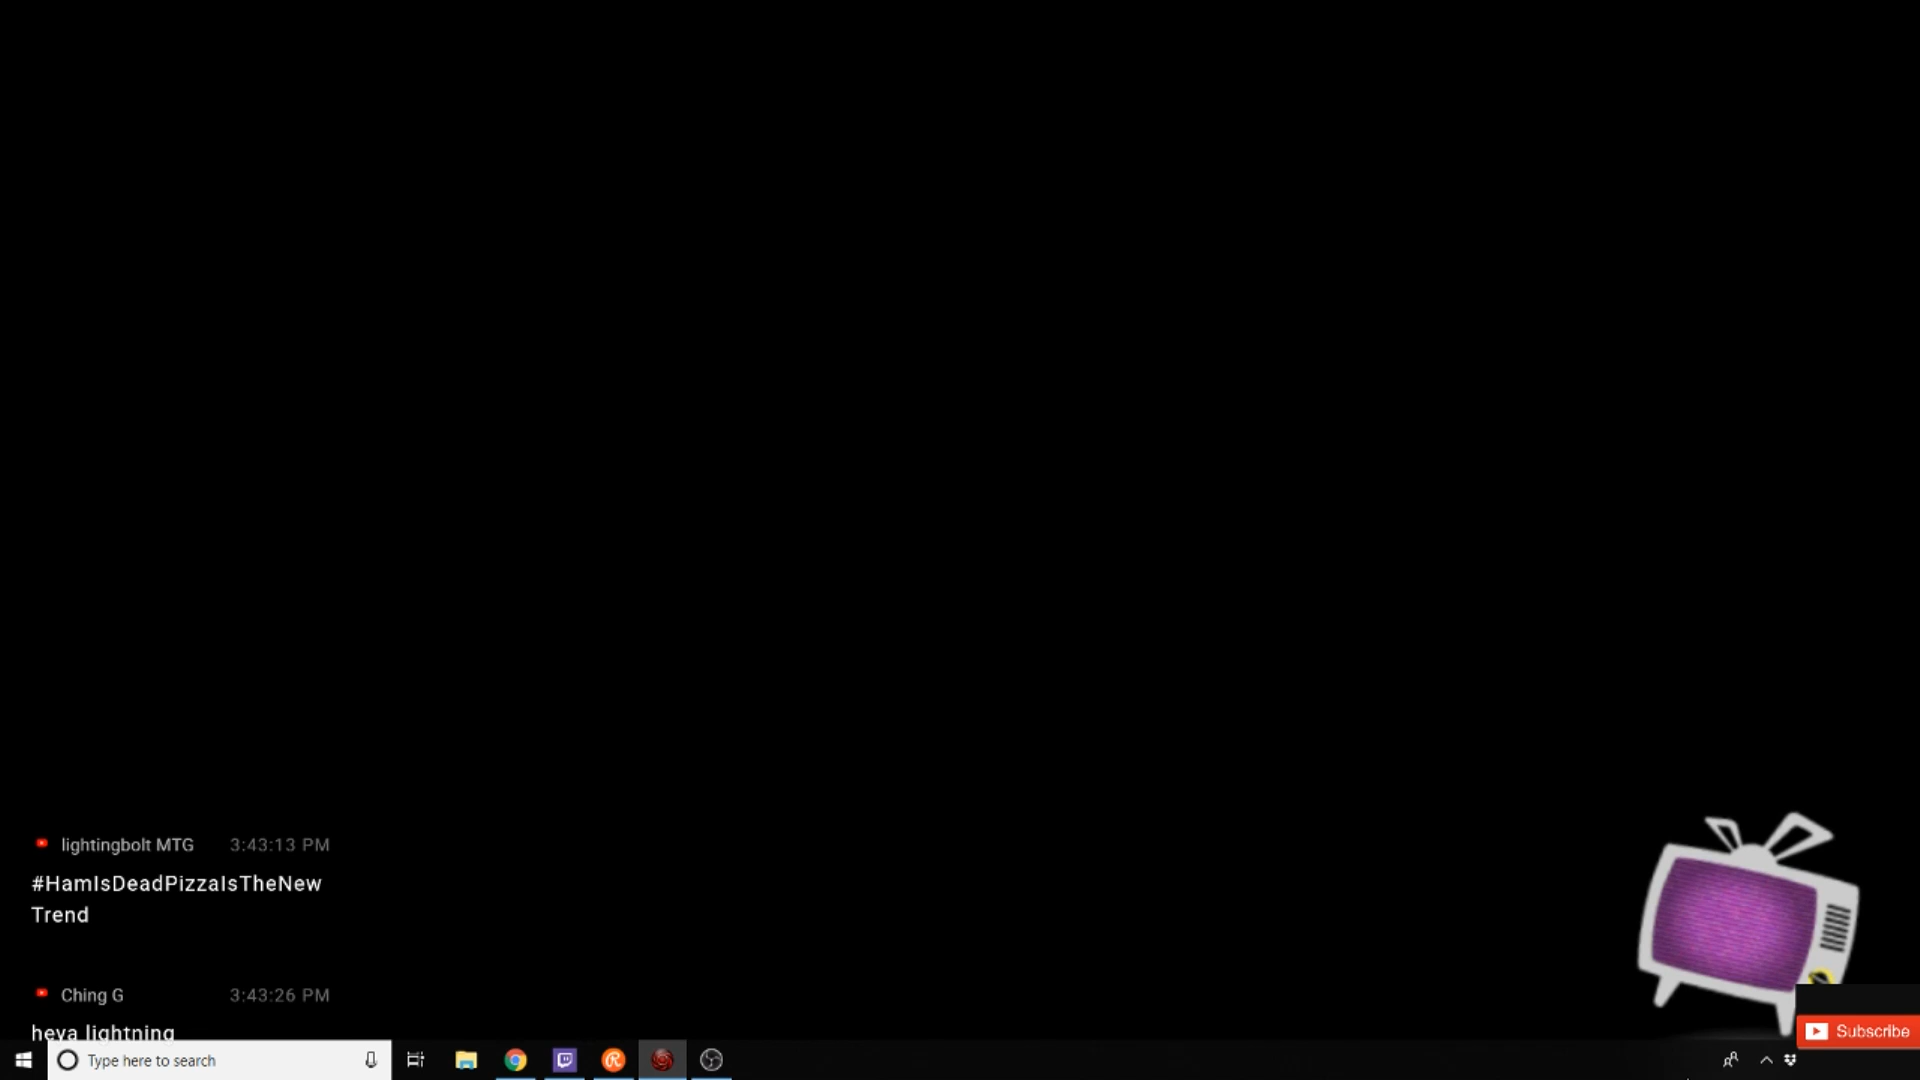 lightingbolt MTG 3:43:13 PM
#HamIsDeadPizzaIsTheNew
Trend
Ching G 3:43:26 PM
heya lightning
Type here to search
Subscribe